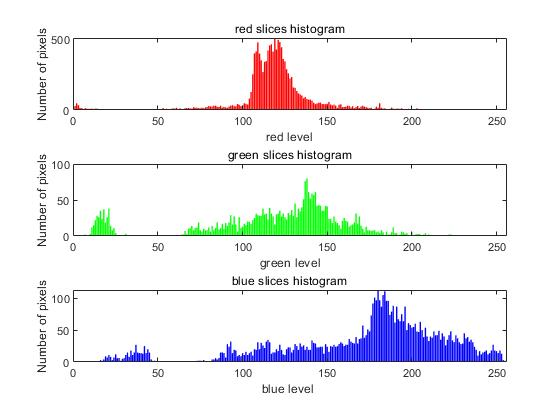 red slices histogram
Number of pixels
500
0
0 50 100 150 200 250
red level
green slices histogram
Number of pixels
100
50
0
0 50 100 150 200 250
green level
blue slices histogram
Number of pixels
100
50
0
0 50 100 150 200 250
blue level